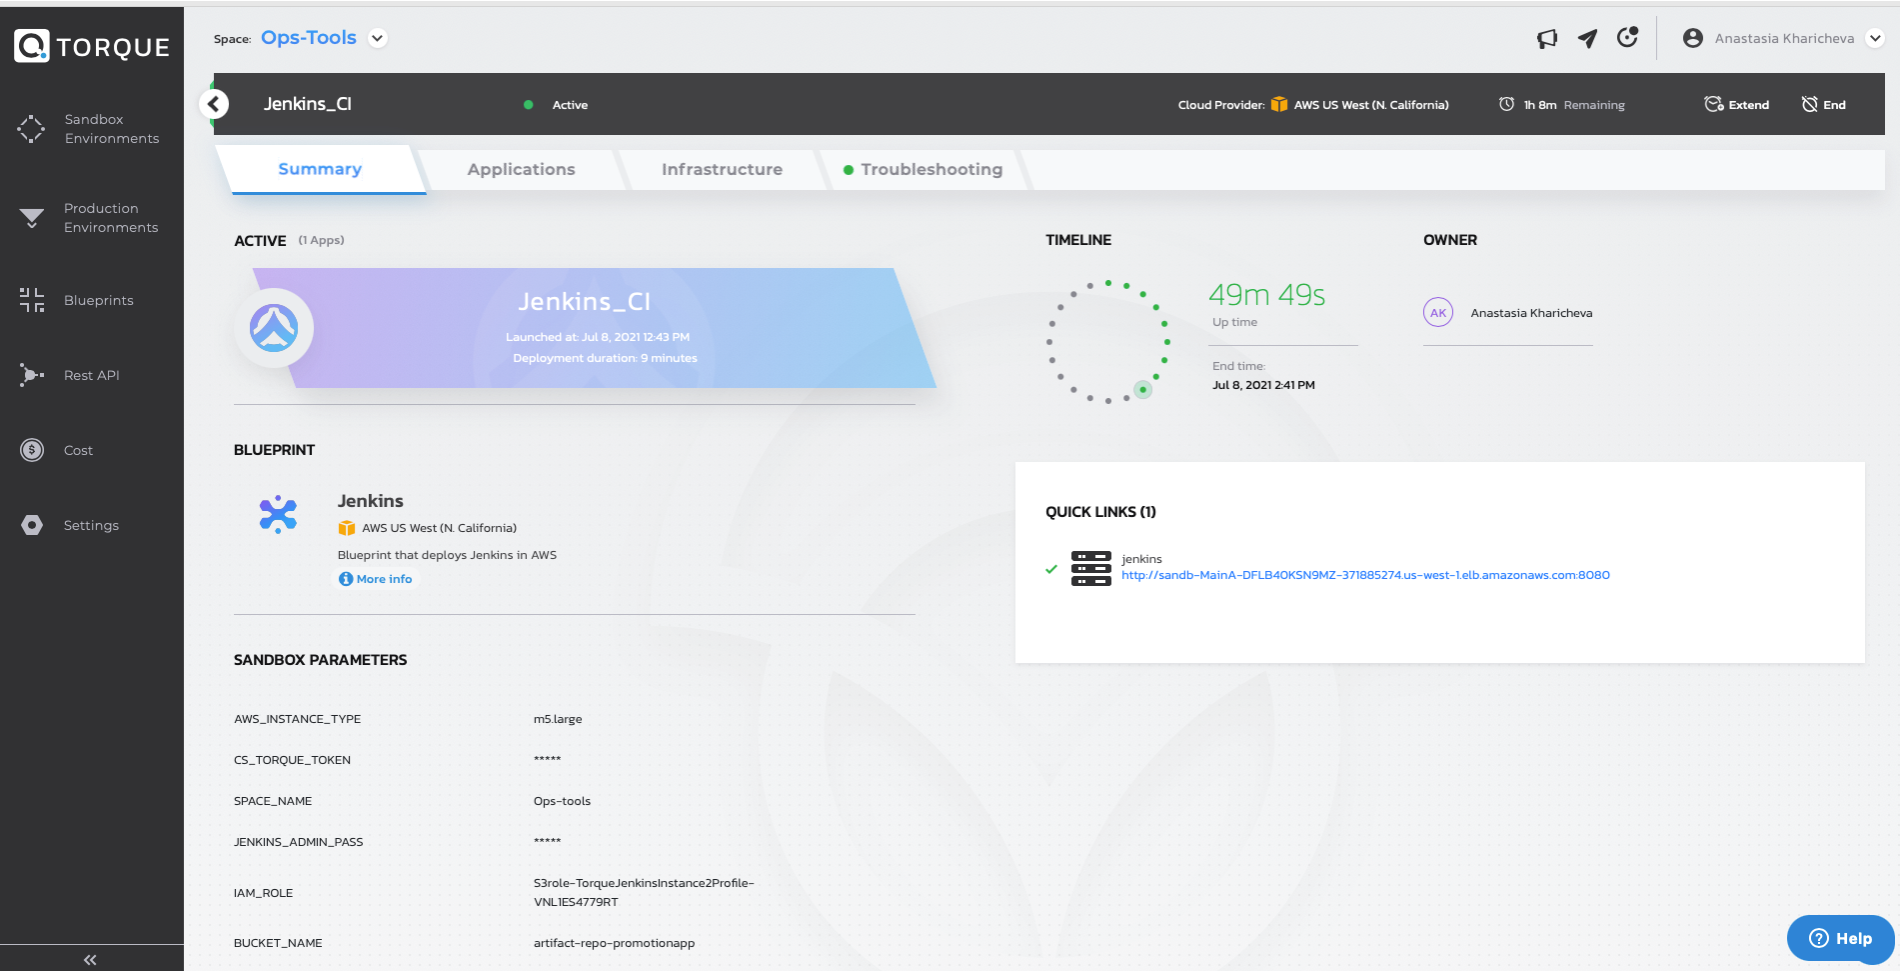 TORQUE
Space: Ops-Tools
Anastasia Kharicheva
Sandbox
Environments
Production
Environments
Blueprints
Rest API
Cost
Settings
Jenkins_CI
Active
Cloud Provider: AWS US West (N. California)
1h 8m Remaining
Extend
End
Summary
Applications
Infrastructure
Troubleshooting
ACTIVE (1 Apps)
Jenkins_CI
Launched at: Jul 8, 2021 12:43 PM
Deployment duration: 9 minutes
TIMELINE
49m 49s
Up time
End time:
Jul 8, 2021 2:41 PM
OWNER
AK Anastasia Kharicheva
BLUEPRINT
Jenkins
AWS US West (N. California)
Blueprint that deploys Jenkins in AWS
More info
QUICK LINKS (1)
jenkins
http://sandb-MainA-DFLB40KSN9MZ-371885274.us-west-1.elb.amazonaws.com:8080
SANDBOX PARAMETERS
AWS_INSTANCE_TYPE m5.large
CS_TORQUE_TOKEN *****
SPACE_NAME Ops-tools
JENKINS_ADMIN_PASS *****
IAM_ROLE S3role-TorqueJenkinsInstance2Profile-
VNL1ES4779RT
BUCKET_NAME artifact-repo-promotionapp
Help